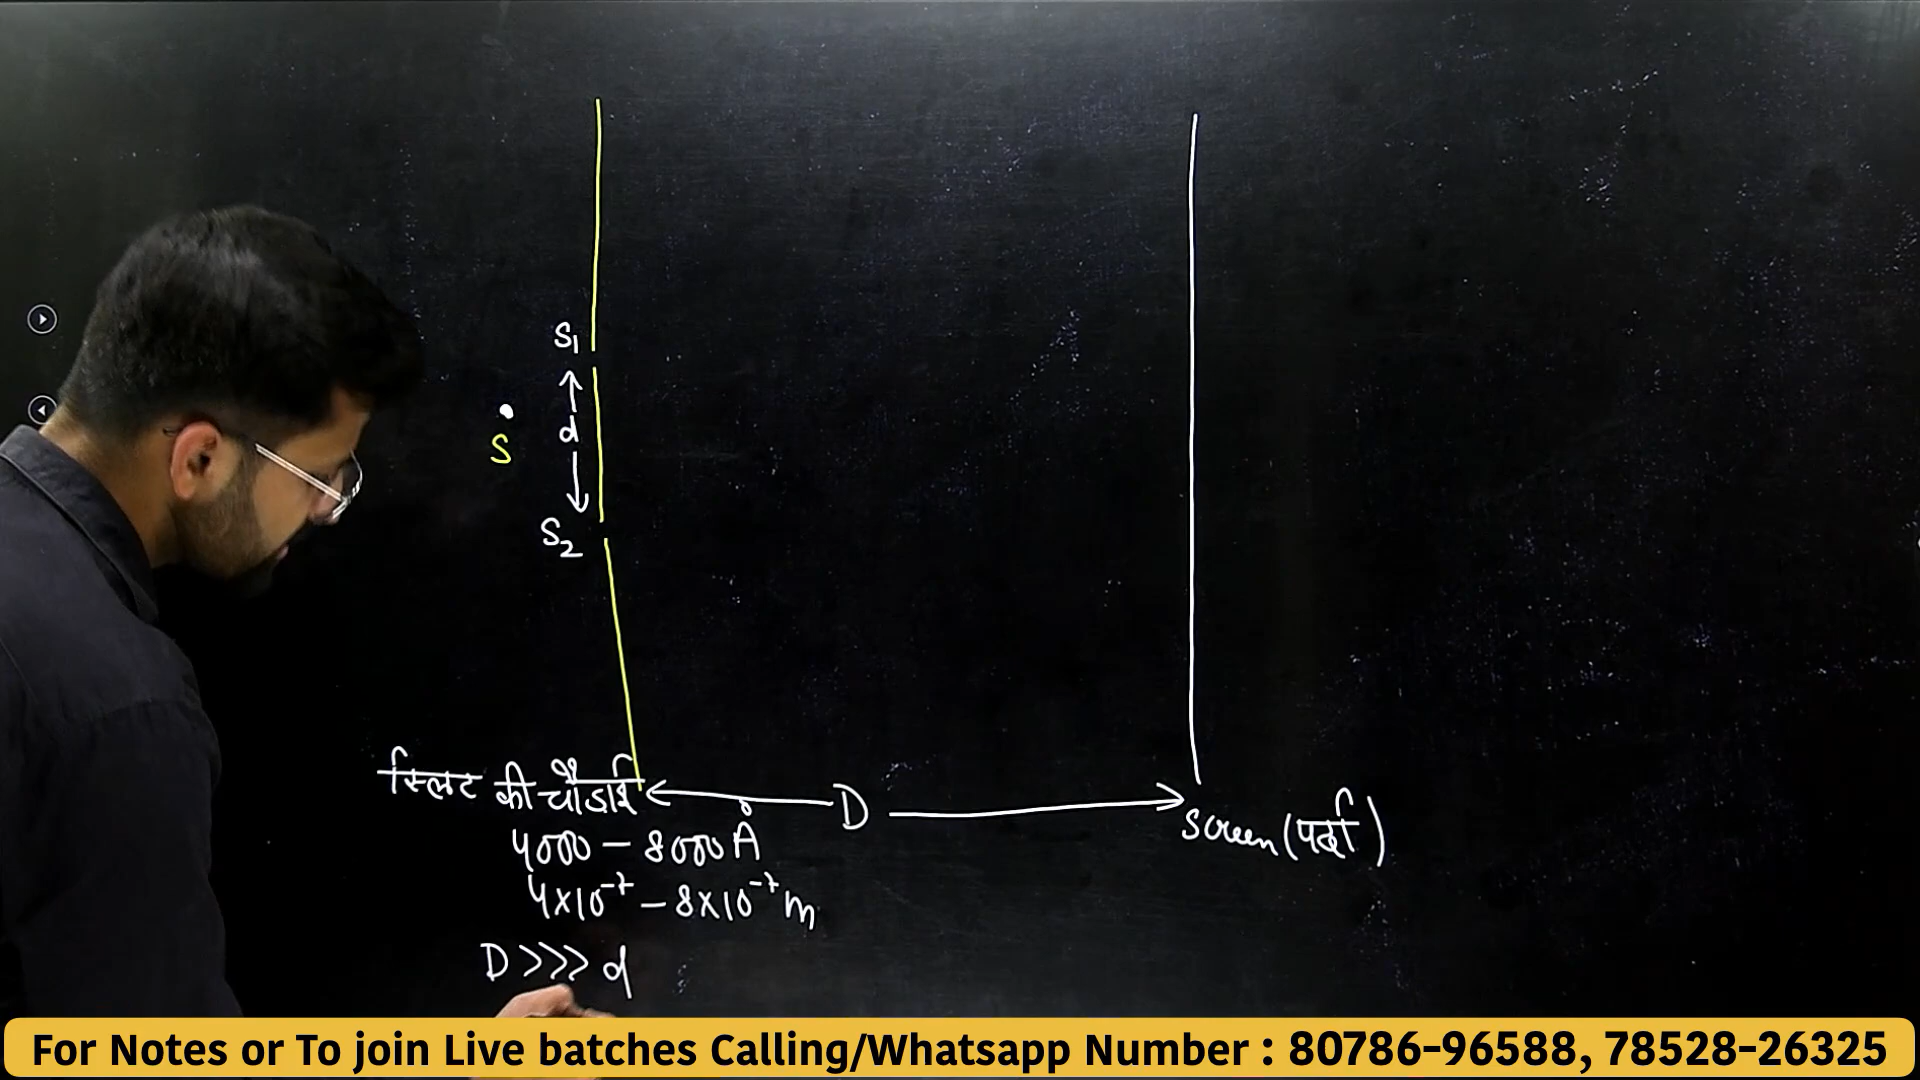 S₁
d
S
S₂
स्लिट की चौड़ाई
D
4000 – 8000 Å
screen (पर्दा)
4×10⁻⁷ – 8×10⁻⁷ m
D >>> d
For Notes or To join Live batches Calling/Whatsapp Number : 80786-96588, 78528-26325